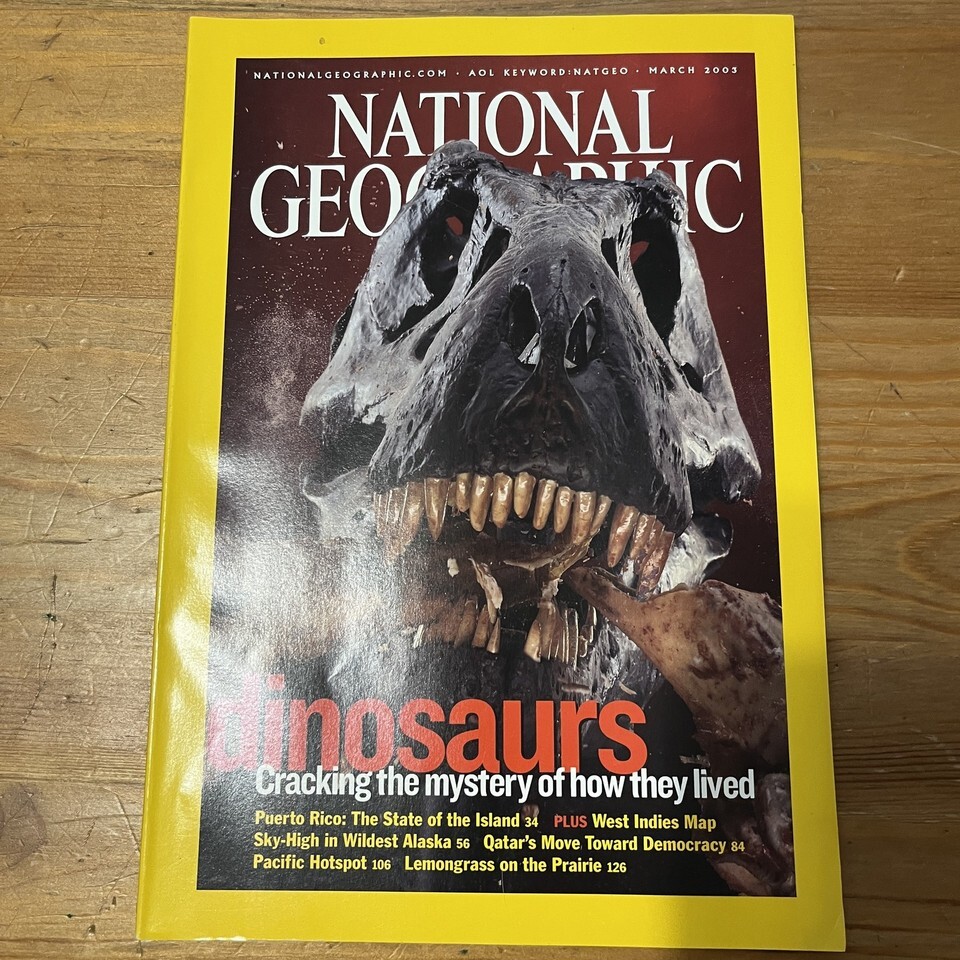 NATIONALGEOGRAPHIC.COM · AOL KEYWORD:NATGEO · MARCH 2003
NATIONAL
GEOGRAPHIC
dinosaurs
Cracking the mystery of how they lived
Puerto Rico: The State of the Island 34 PLUS West Indies Map
Sky-High in Wildest Alaska 56 Qatar's Move Toward Democracy 84
Pacific Hotspot 106 Lemongrass on the Prairie 126